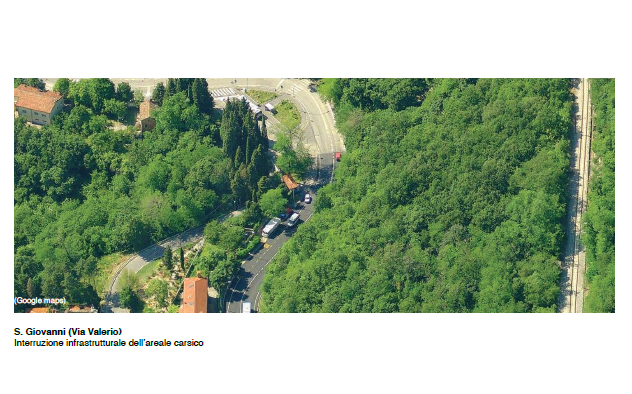 (Google maps)
S. Giovanni (Via Valerio)
Interruzione infrastrutturale dell'areale carsico